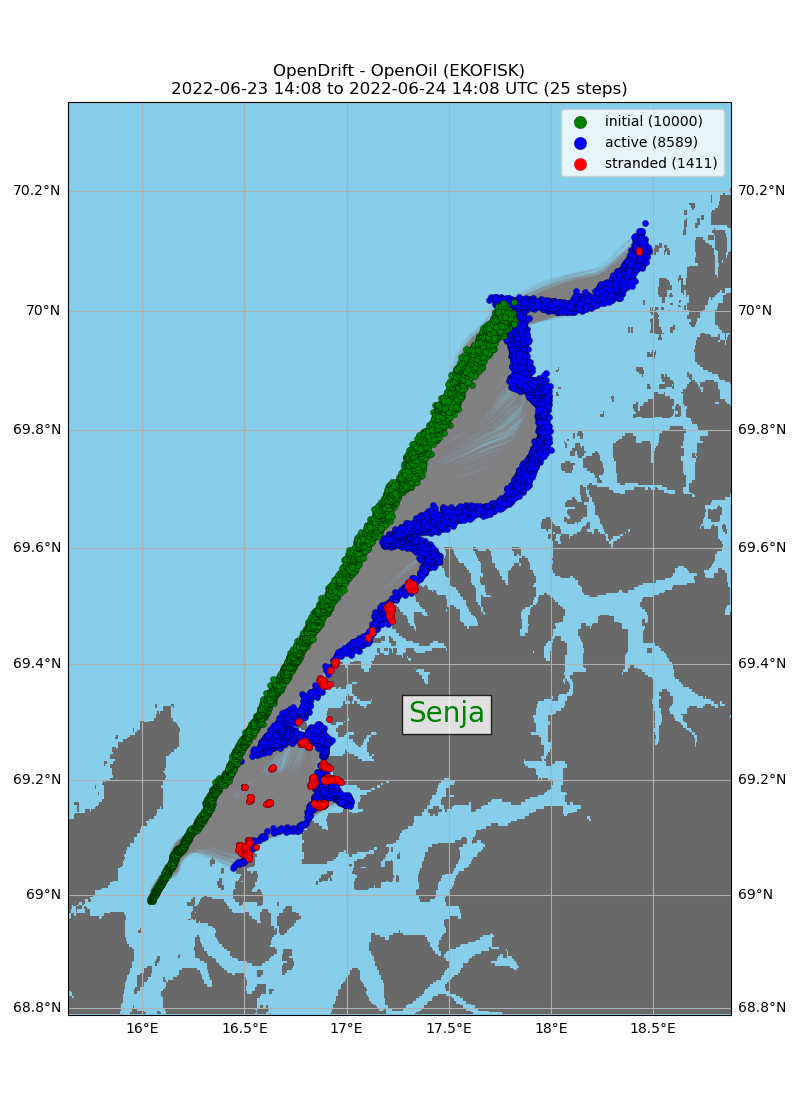 OpenDrift - OpenOil (EKOFISK)
2022-06-23 14:08 to 2022-06-24 14:08 UTC (25 steps)
initial (10000)
active (8589)
stranded (1411)
70.2°N 70.2°N
70°N 70°N
69.8°N 69.8°N
69.6°N 69.6°N
69.4°N 69.4°N
Senja
69.2°N 69.2°N
69°N 69°N
68.8°N 68.8°N
16°E 16.5°E 17°E 17.5°E 18°E 18.5°E